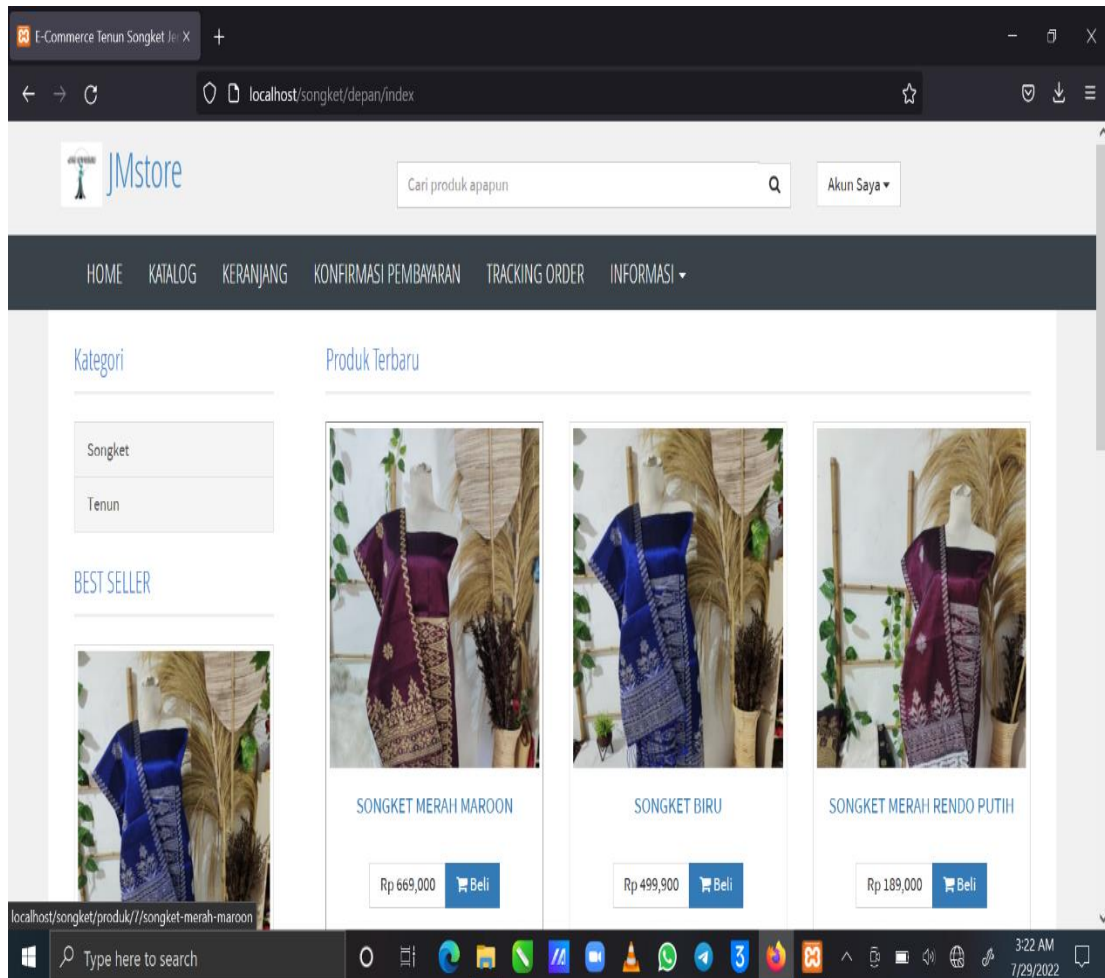 E-Commerce Tenun Songket Je
localhost/songket/depan/index
JMstore
Cari produk apapun
Akun Saya
HOME KATALOG KERANJANG KONFIRMASI PEMBAYARAN TRACKING ORDER INFORMASI
Kategori
Songket
Tenun
BEST SELLER
Produk Terbaru
SONGKET MERAH MAROON
Rp 669,000 Beli
SONGKET BIRU
Rp 499,900 Beli
SONGKET MERAH RENDO PUTIH
Rp 189,000 Beli
localhost/songket/produk/7/songket-merah-maroon
Type here to search
3
3:22 AM
7/29/2022